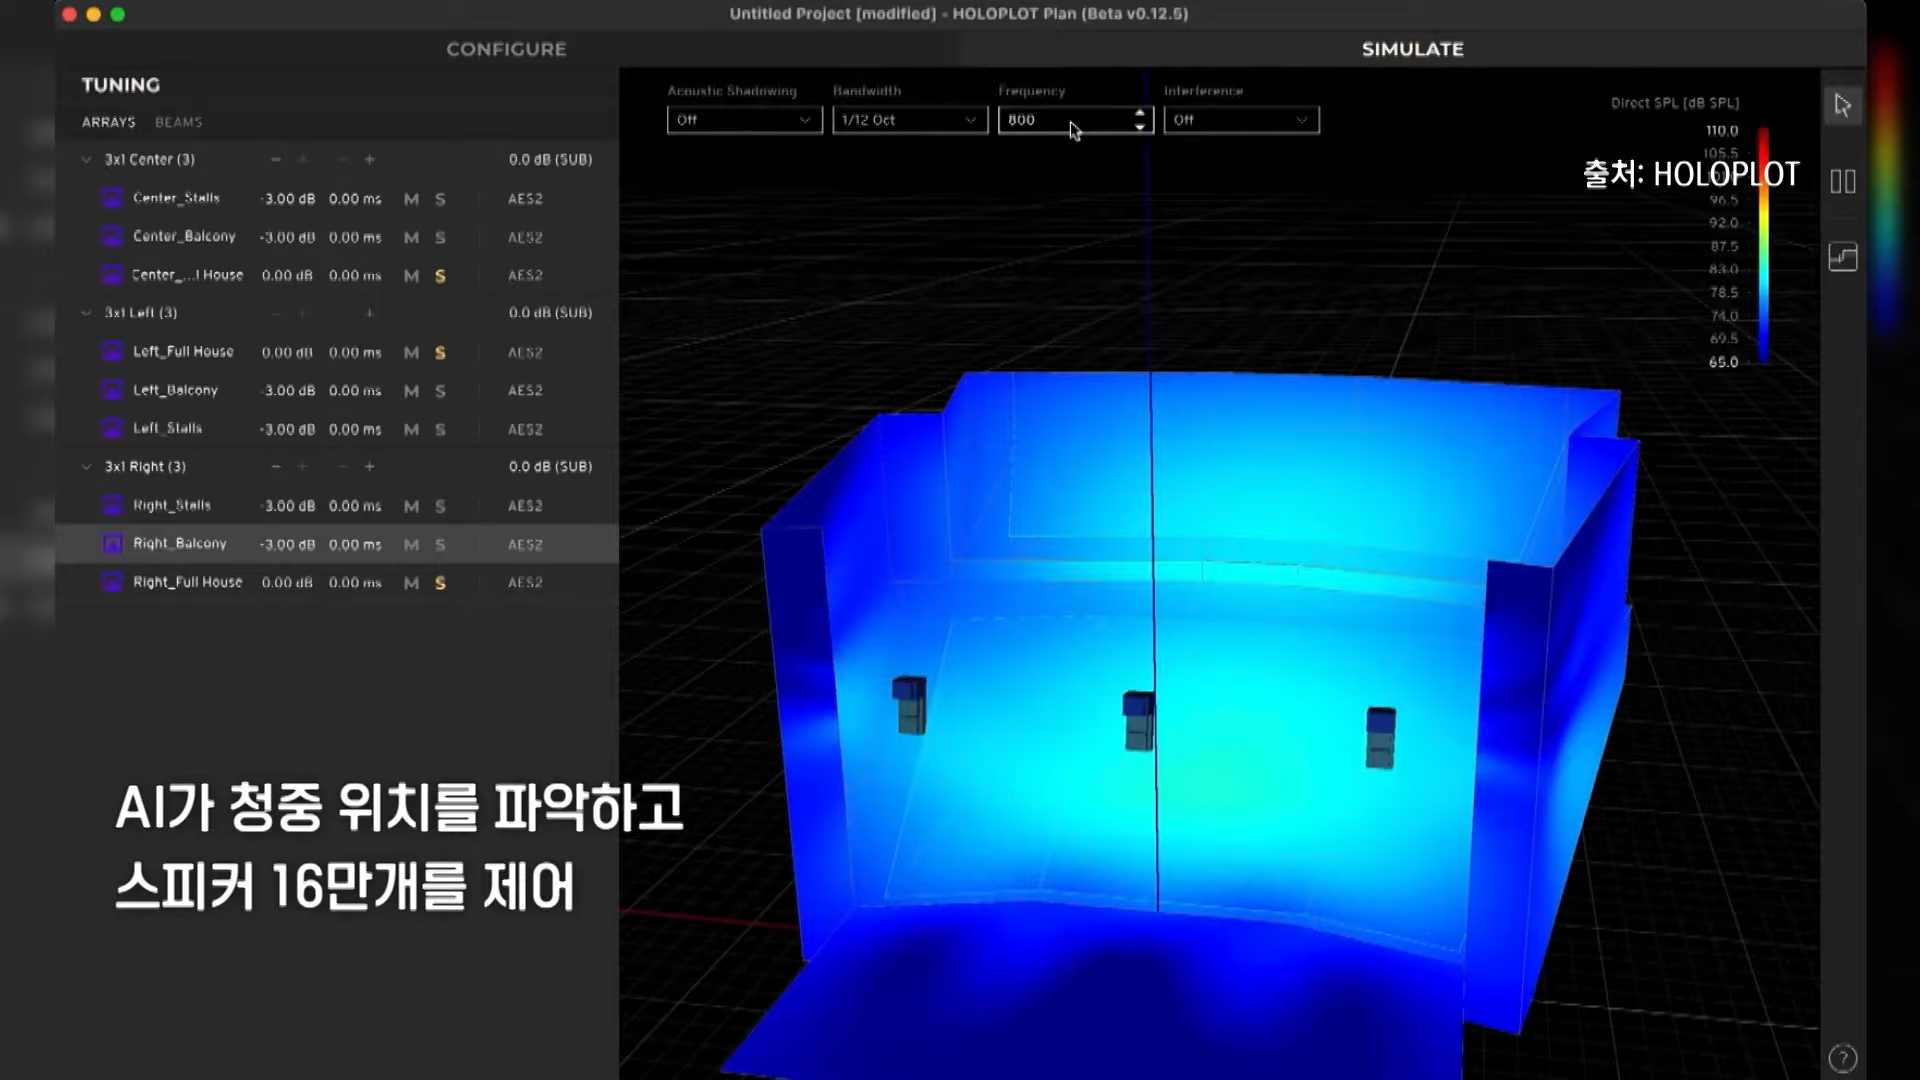 Untitled Project [modified] - HOLOPLOT Plan (Beta v0.12.5)
CONFIGURE
SIMULATE
TUNING
ARRAYS BEAMS
3x1 Center (3) − + − + 0.0 dB (SUB)
Center_Stalls -3.00 dB 0.00 ms M S AES2
Center_Balcony -3.00 dB 0.00 ms M S AES2
Center_...l House 0.00 dB 0.00 ms M S AES2
3x1 Left (3) − + − + 0.0 dB (SUB)
Left_Full House 0.00 dB 0.00 ms M S AES2
Left_Balcony -3.00 dB 0.00 ms M S AES2
Left_Stalls -3.00 dB 0.00 ms M S AES2
3x1 Right (3) − + − + 0.0 dB (SUB)
Right_Stalls -3.00 dB 0.00 ms M S AES2
Right_Balcony -3.00 dB 0.00 ms M S AES2
Right_Full House 0.00 dB 0.00 ms M S AES2
Acoustic Shadowing Bandwidth Frequency Interference
Off 1/12 Oct 800 Off
Direct SPL [dB SPL]
110.0
105.5
출처: HOLOPLOT
96.5
92.0
87.5
83.0
78.5
74.0
69.5
65.0
AI가 청중 위치를 파악하고
스피커 16만개를 제어
?